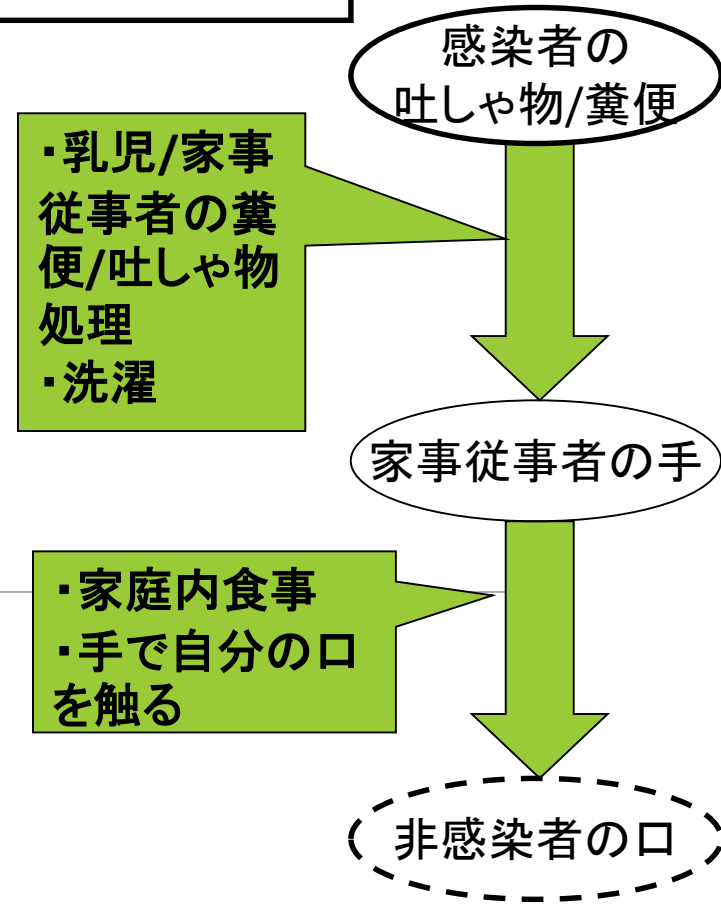 感染者の
吐しゃ物/糞便
・乳児/家事
従事者の糞
便/吐しゃ物
処理
・洗濯
家事従事者の手
・家庭内食事
・手で自分の口
を触る
非感染者の口